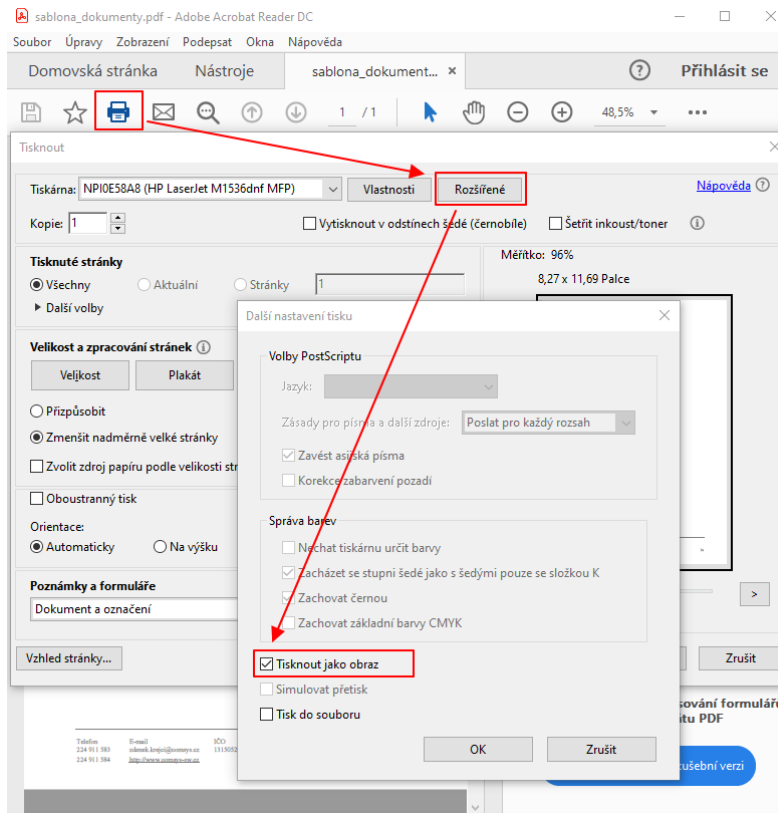 sablona_dokumenty.pdf - Adobe Acrobat Reader DC
Soubor Úpravy Zobrazení Podepsat Okna Nápověda
Domovská stránka Nástroje sablona_dokument... × ? Přihlásit se
1 / 1 48,5%
Tisknout
Tiskárna: NPI0E58A8 (HP LaserJet M1536dnf MFP) Vlastnosti Rozšířené Nápověda
Kopie: 1 Vytisknout v odstínech šedé (černobíle) Šetřit inkoust/toner
Tisknuté stránky
Všechny Aktuální Stránky 1
Další volby
Měřítko: 96%
8,27 x 11,69 Palce
Velikost a zpracování stránek
Velikost Plakát
Přizpůsobit
Zmenšit nadměrně velké stránky
Zvolit zdroj papíru podle velikosti str
Oboustranný tisk
Orientace:
Automaticky Na výšku
Poznámky a formuláře
Dokument a označení
Vzhled stránky...
Další nastavení tisku
Volby PostScriptu
Jazyk:
Zásady pro písma a další zdroje: Poslat pro každý rozsah
Zavést asijská písma
Korekce zabarvení pozadí
Správa barev
Nechat tiskárnu určit barvy
Zacházet se stupni šedé jako s šedými pouze se složkou K
Zachovat černou
Zachovat základní barvy CMYK
Tisknout jako obraz
Simulovat přetisk
Tisk do souboru
OK Zrušit
>
Zrušit
sování formulář
tu PDF
kušební verzi
Telefon E-mail IČO
224 911 583
224 911 584